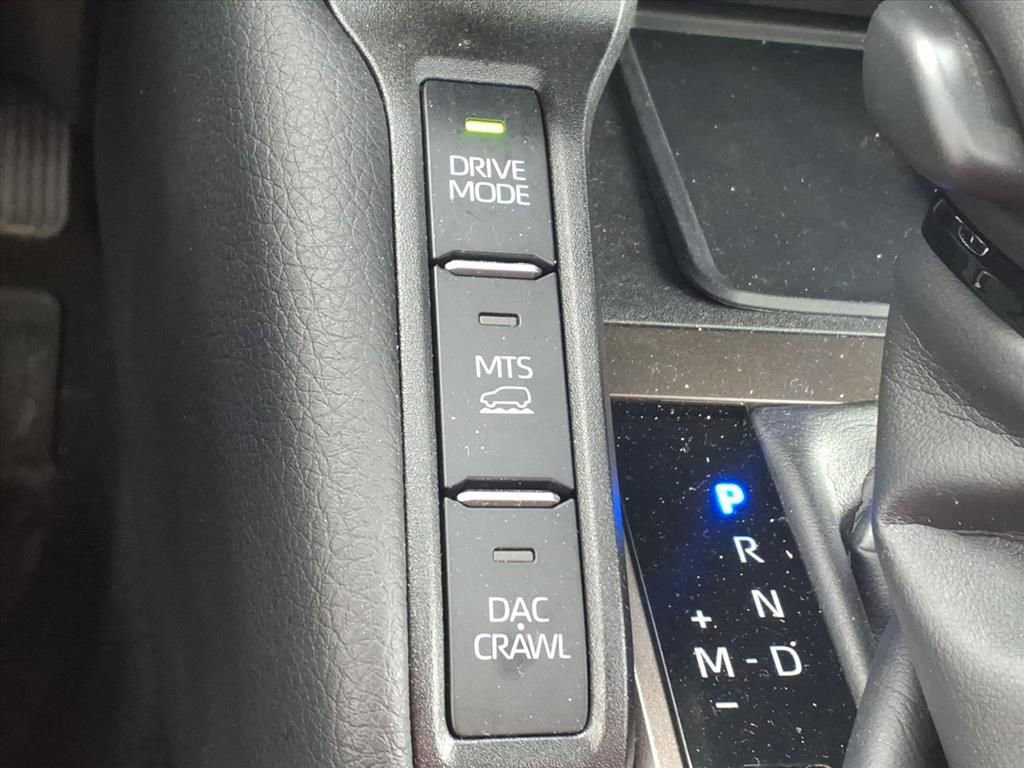 DRIVE
MODE
MTS
DAC
CRAWL
P
R
N
+
M - D
-